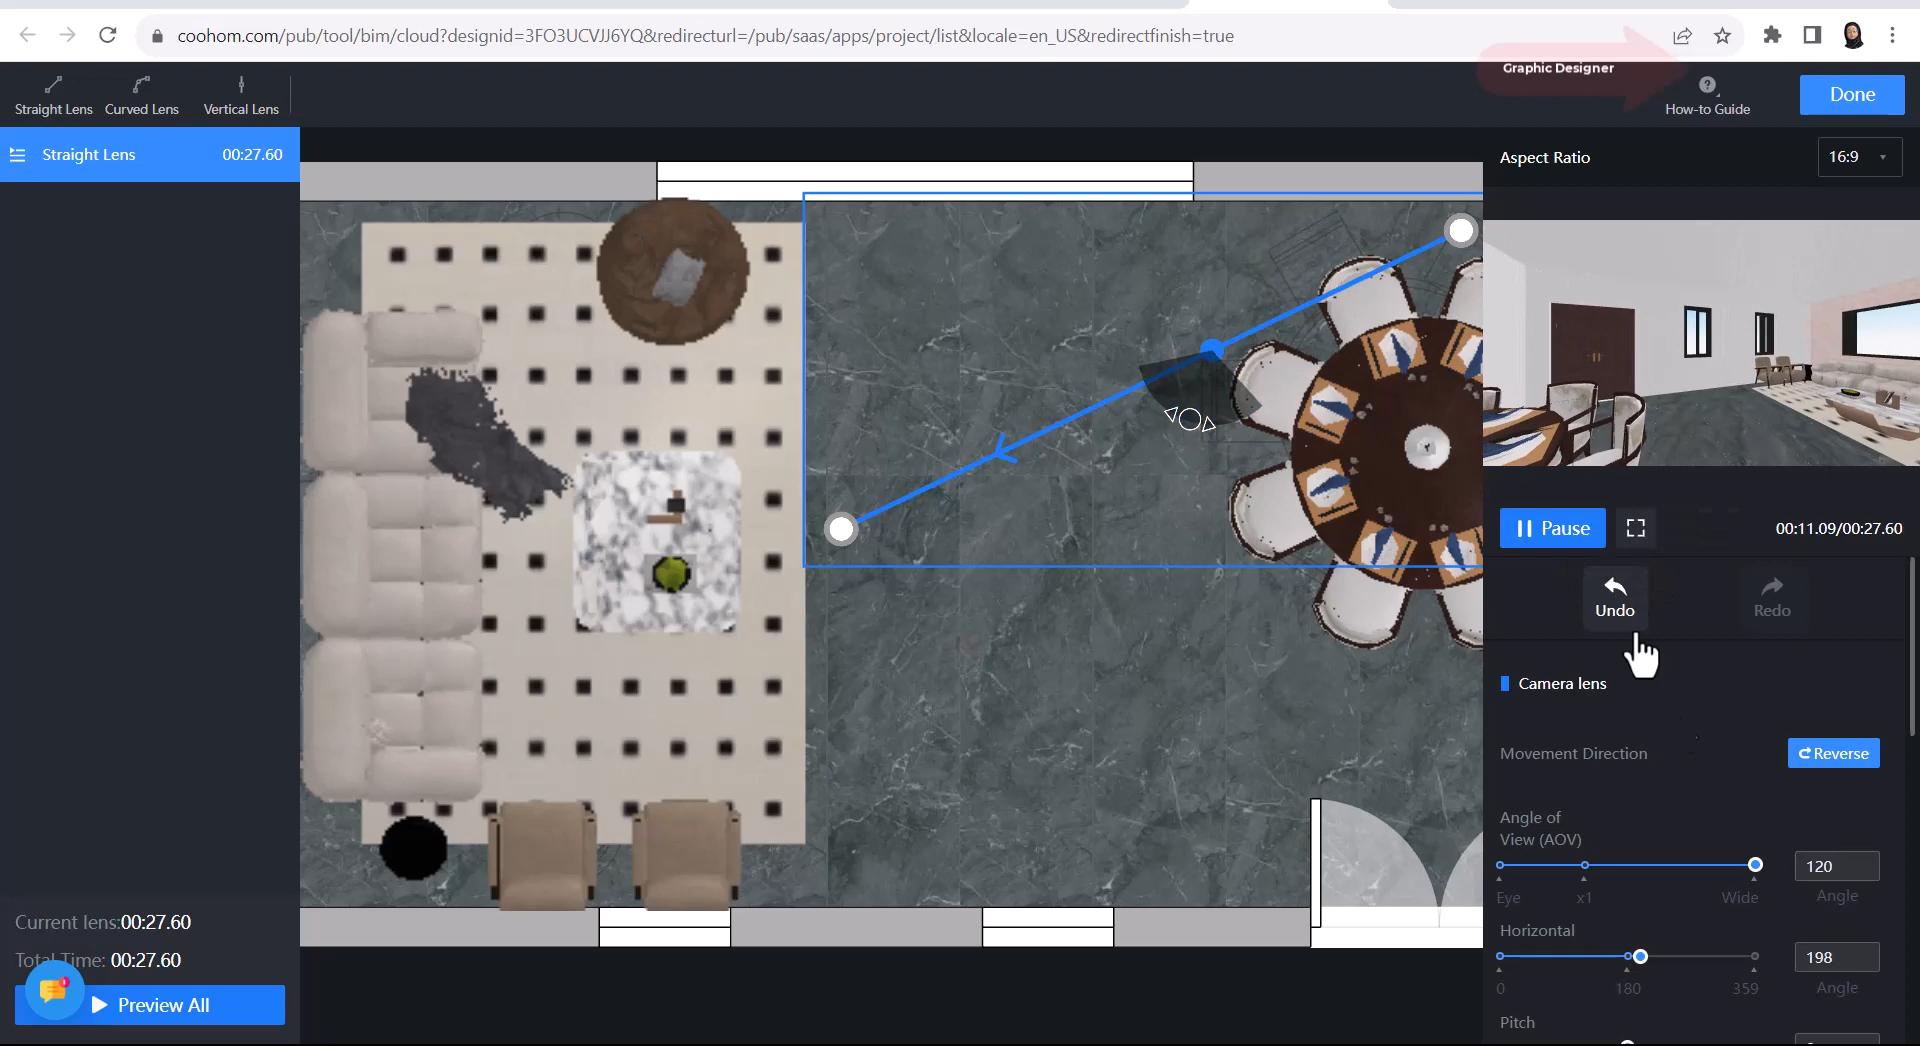 coohom.com/pub/tool/bim/cloud?designid=3FO3UCVJJ6YQ&redirecturl=/pub/saas/apps/project/list&locale=en_US&redirectfinish=true
Graphic Designer
Straight Lens
Curved Lens
Vertical Lens
How-to Guide
Done
Straight Lens
00:27.60
Aspect Ratio
16:9
Pause
00:11.09/00:27.60
Undo
Redo
Camera lens
Movement Direction
Reverse
Angle of
View (AOV)
120
Eye
x1
Wide
Angle
Horizontal
198
0
180
359
Angle
Pitch
Current lens:00:27.60
Total Time: 00:27.60
Preview All